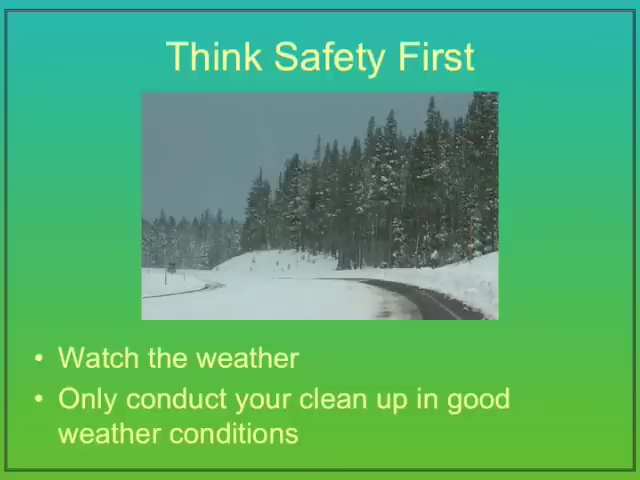 Think Safety First
• Watch the weather
• Only conduct your clean up in good
weather conditions